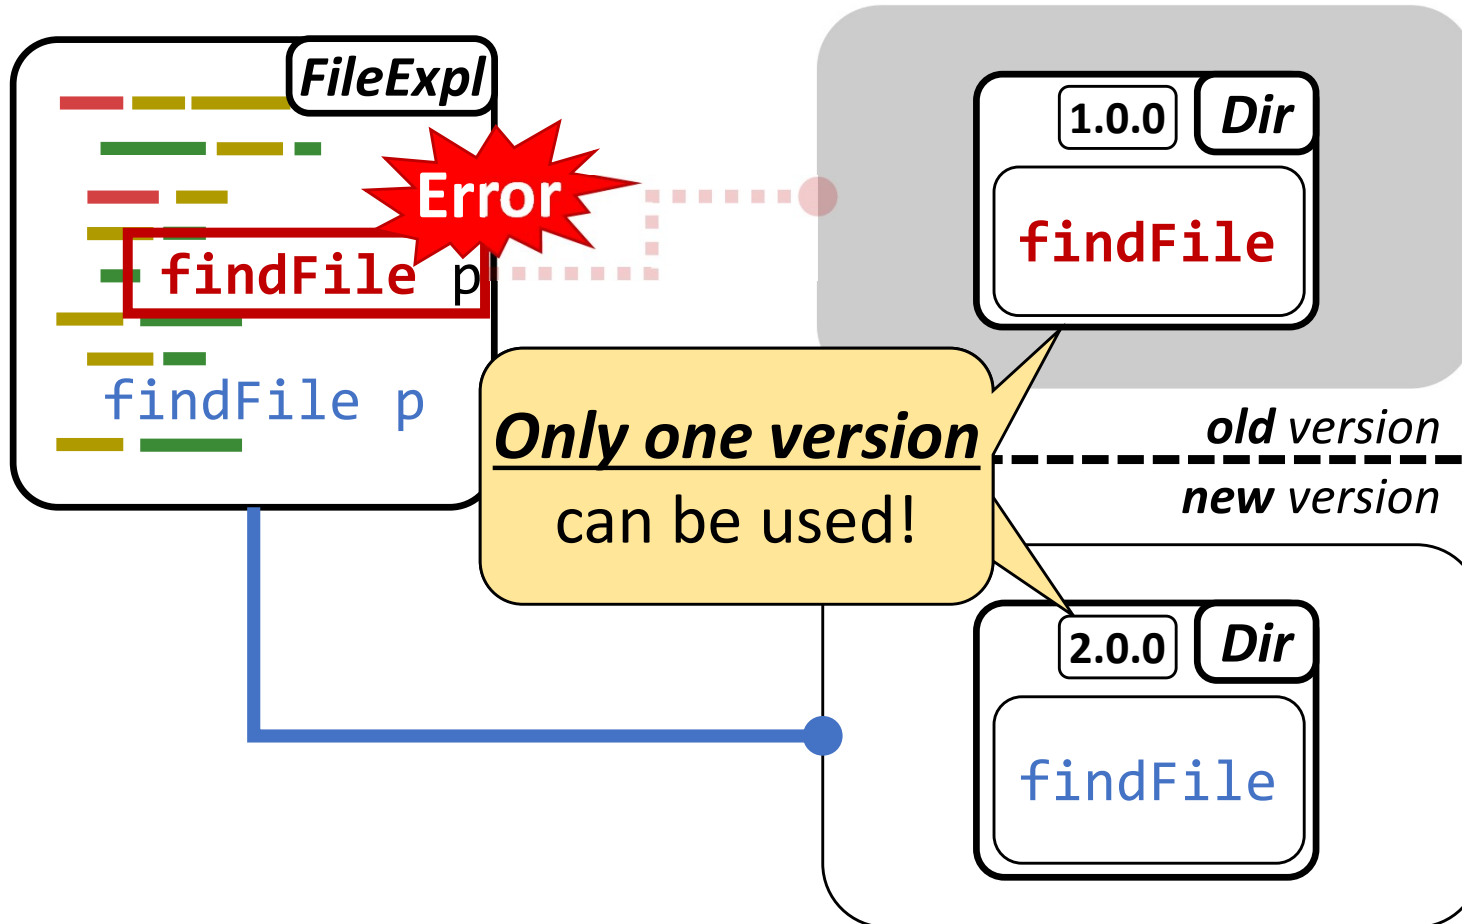 FileExpl
Error
findFile p
findFile p
1.0.0
Dir
findFile
Only one version
can be used!
old version
new version
2.0.0
Dir
findFile